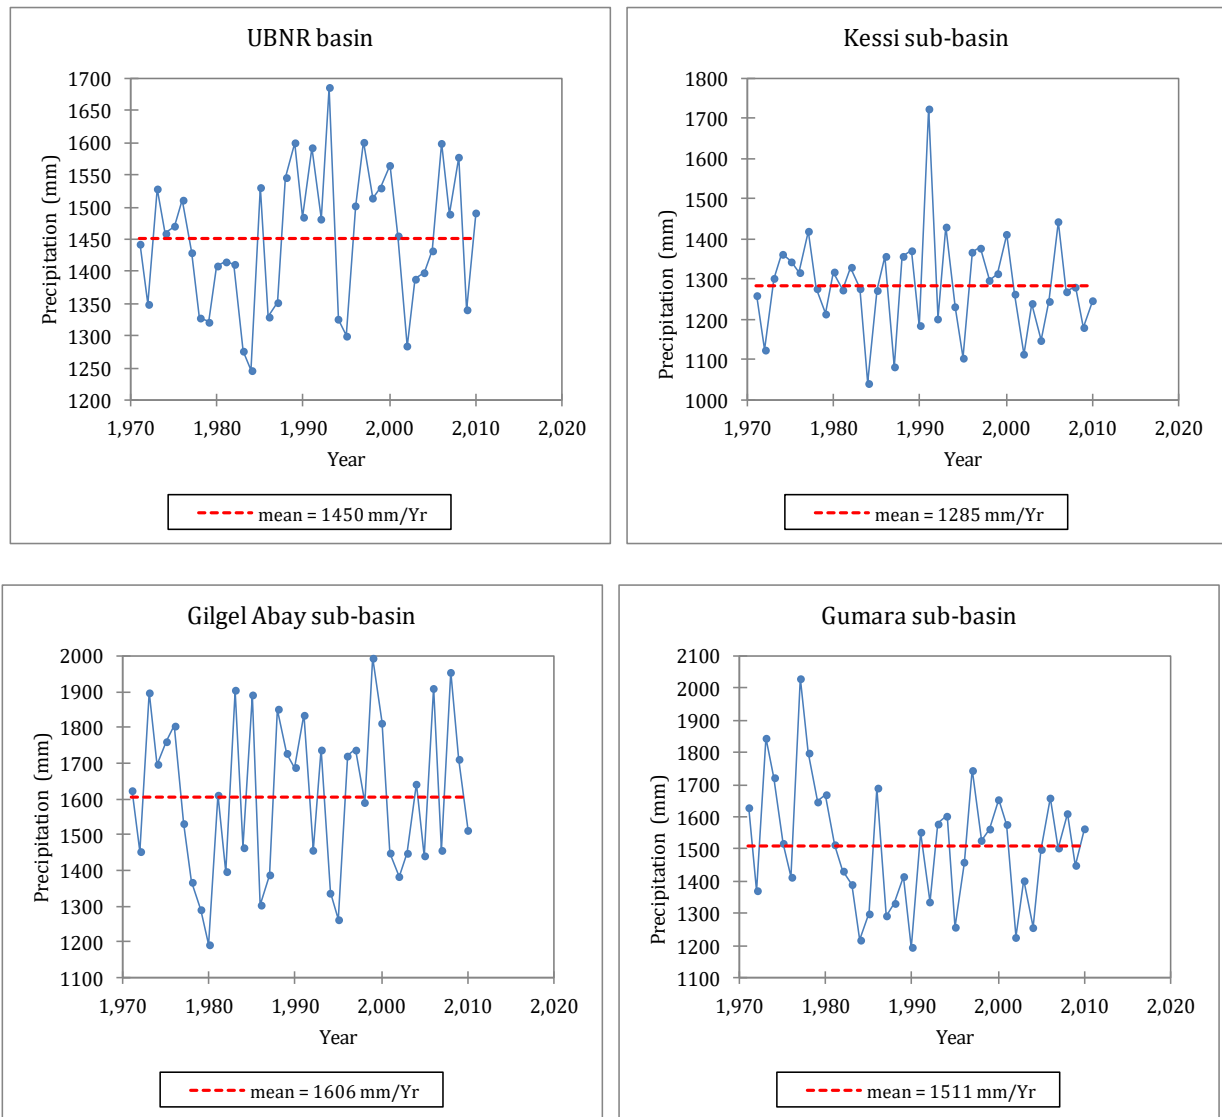 UBNR basin
Precipitation (mm)
1700
1650
1600
1550
1500
1450
1400
1350
1300
1250
1200
1,970 1,980 1,990 2,000 2,010 2,020
Year
mean = 1450 mm/Yr
Kessi sub-basin
Precipitation (mm)
1800
1700
1600
1500
1400
1300
1200
1100
1000
1,970 1,980 1,990 2,000 2,010 2,020
Year
mean = 1285 mm/Yr
Gilgel Abay sub-basin
Precipitation (mm)
2000
1900
1800
1700
1600
1500
1400
1300
1200
1100
1,970 1,980 1,990 2,000 2,010 2,020
Year
mean = 1606 mm/Yr
Gumara sub-basin
Precipitation (mm)
2100
2000
1900
1800
1700
1600
1500
1400
1300
1200
1100
1,970 1,980 1,990 2,000 2,010 2,020
Year
mean = 1511 mm/Yr